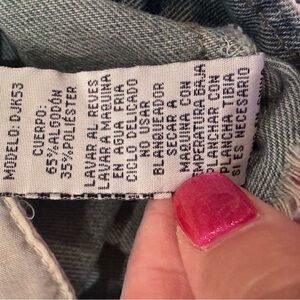 MODELO: DJK53
CUERPO:
65%ALGODÓN
35%POLIÉSTER
LAVAR AL REVES
LAVAR A MAQUINA
EN AGUA FRIA
CICLO DELICADO
NO USAR
BLANQUEADOR
SECAR A
MAQUINA CON
TEMPERATURA BAJA
PLANCHAR CON
PLANCHA TIBIA
SI ES NECESARIO